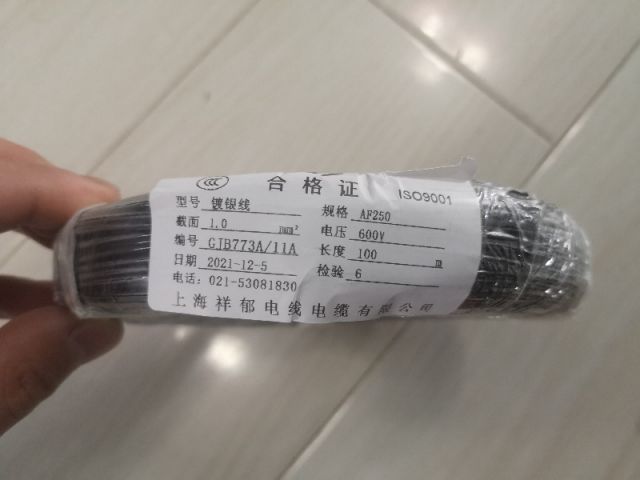 CCC
合格证 ISO9001
型号 镀银线 规格 AF250
截面 1.0 mm² 电压 600V
编号 GJB773A/11A 长度 100 m
日期 2021-12-5 检验 6
电话：021-53081830
上海祥郁电线电缆有限公司